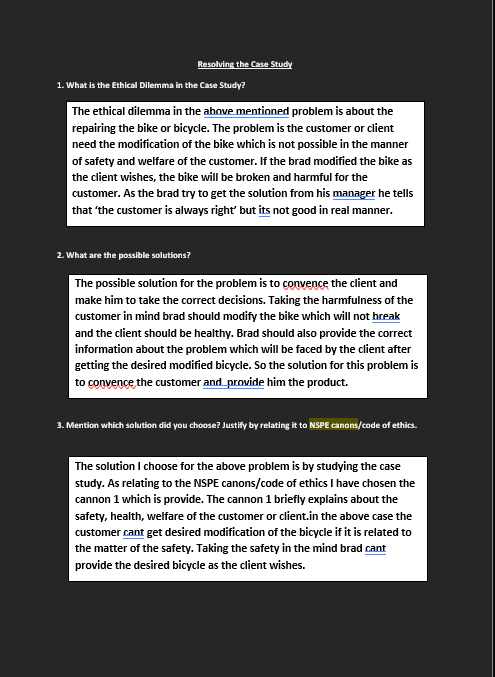 Resolving the Case Study
1. What is the Ethical Dilemma in the Case Study?
The ethical dilemma in the above mentioned problem is about the
repairing the bike or bicycle. The problem is the customer or client
need the modification of the bike which is not possible in the manner
of safety and welfare of the customer. If the brad modified the bike as
the client wishes, the bike will be broken and harmful for the
customer. As the brad try to get the solution from his manager he tells
that ‘the customer is always right’ but its not good in real manner.
2. What are the possible solutions?
The possible solution for the problem is to convence the client and
make him to take the correct decisions. Taking the harmfulness of the
customer in mind brad should modify the bike which will not break
and the client should be healthy. Brad should also provide the correct
information about the problem which will be faced by the client after
getting the desired modified bicycle. So the solution for this problem is
to convence the customer and provide him the product.
3. Mention which solution did you choose? Justify by relating it to NSPE canons/code of ethics.
The solution I choose for the above problem is by studying the case
study. As relating to the NSPE canons/code of ethics I have chosen the
cannon 1 which is provide. The cannon 1 briefly explains about the
safety, health, welfare of the customer or client.in the above case the
customer cant get desired modification of the bicycle if it is related to
the matter of the safety. Taking the safety in the mind brad cant
provide the desired bicycle as the client wishes.